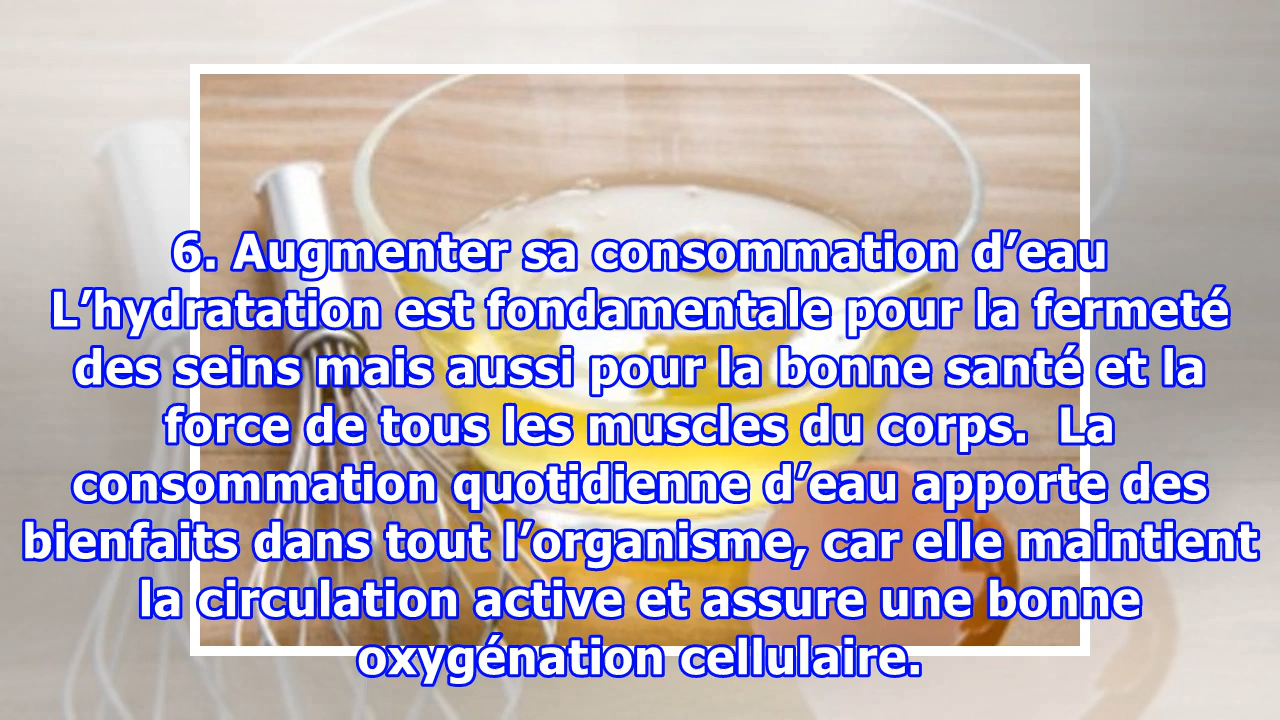 6. Augmenter sa consommation d’eau
L’hydratation est fondamentale pour la fermeté
des seins mais aussi pour la bonne santé et la
force de tous les muscles du corps.  La
consommation quotidienne d’eau apporte des
bienfaits dans tout l’organisme, car elle maintient
la circulation active et assure une bonne
oxygénation cellulaire.